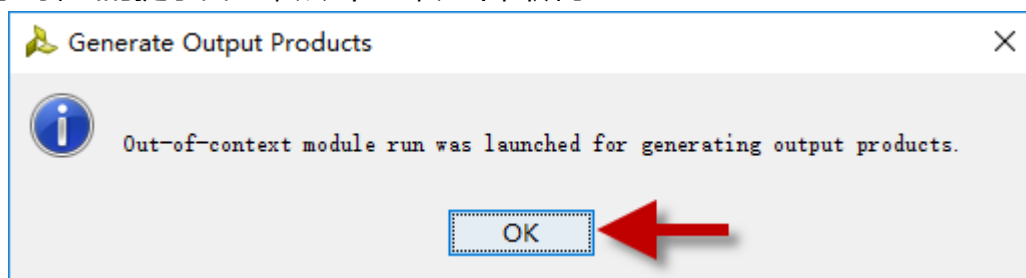 Generate Output Products
Out-of-context module run was launched for generating output products.
OK